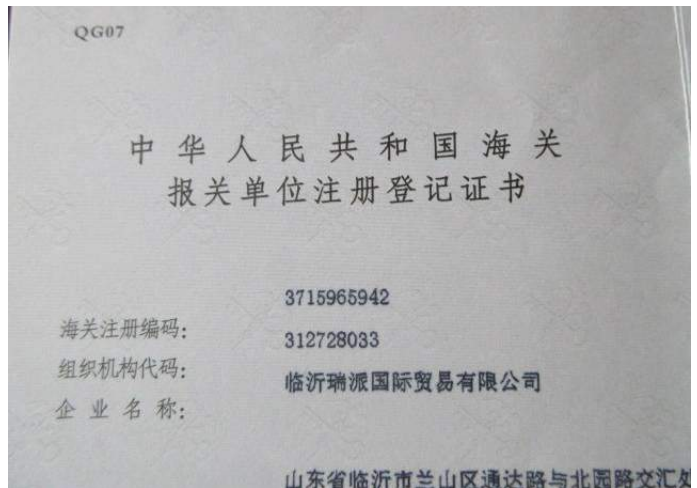 QG07
中华人民共和国海关
报关单位注册登记证书
海关注册编码: 3715965942
组织机构代码: 312728033
企业名称: 临沂瑞派国际贸易有限公司
山东省临沂市兰山区通达路与北园路交汇处